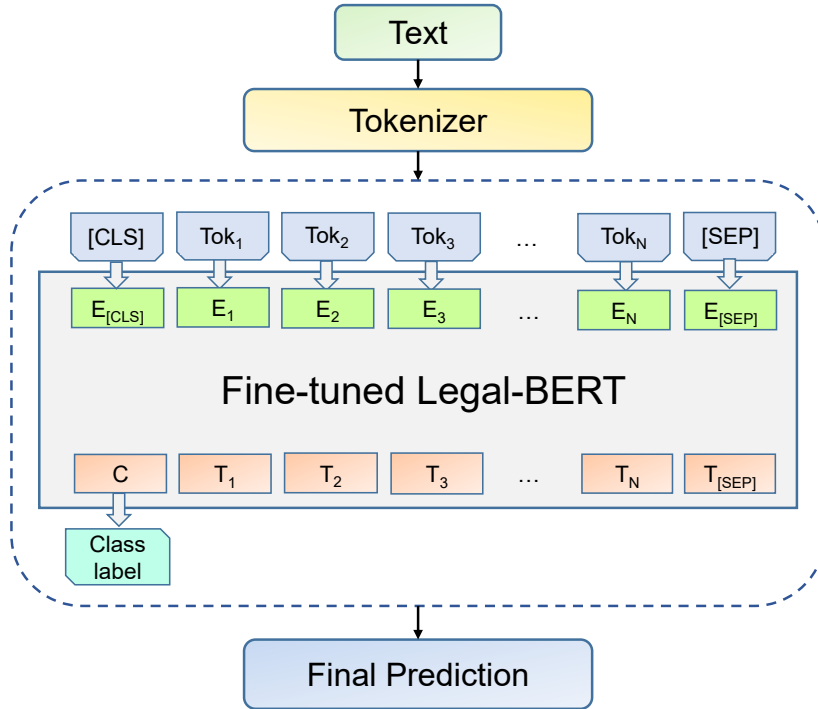 Text
Tokenizer
[CLS] Tok1 Tok2 Tok3 … TokN [SEP]
E[CLS] E1 E2 E3 … EN E[SEP]
Fine-tuned Legal-BERT
C T1 T2 T3 … TN T[SEP]
Class
label
Final Prediction